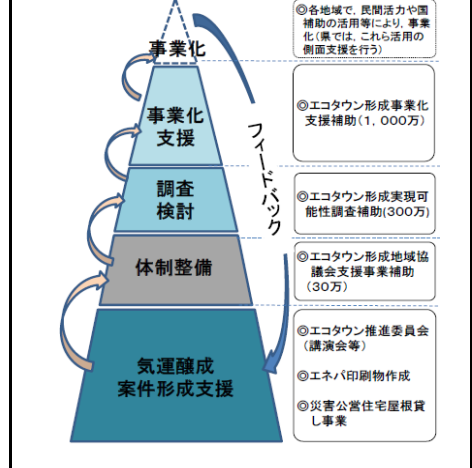 事業化
事業化
支援
調査
検討
体制整備
気運醸成
案件形成支援
フィードバック
◎各地域で，民間活力や国
補助の活用等により，事業
化（県では，これら活用の
側面支援を行う）
◎エコタウン形成事業化
支援補助（1，000万）
◎エコタウン形成実現可
能性調査補助(300万)
◎エコタウン形成地域協
議会支援事業補助
（30万）
◎エコタウン推進委員会
（講演会等）
◎エネパ印刷物作成
◎災害公営住宅屋根貸
し事業